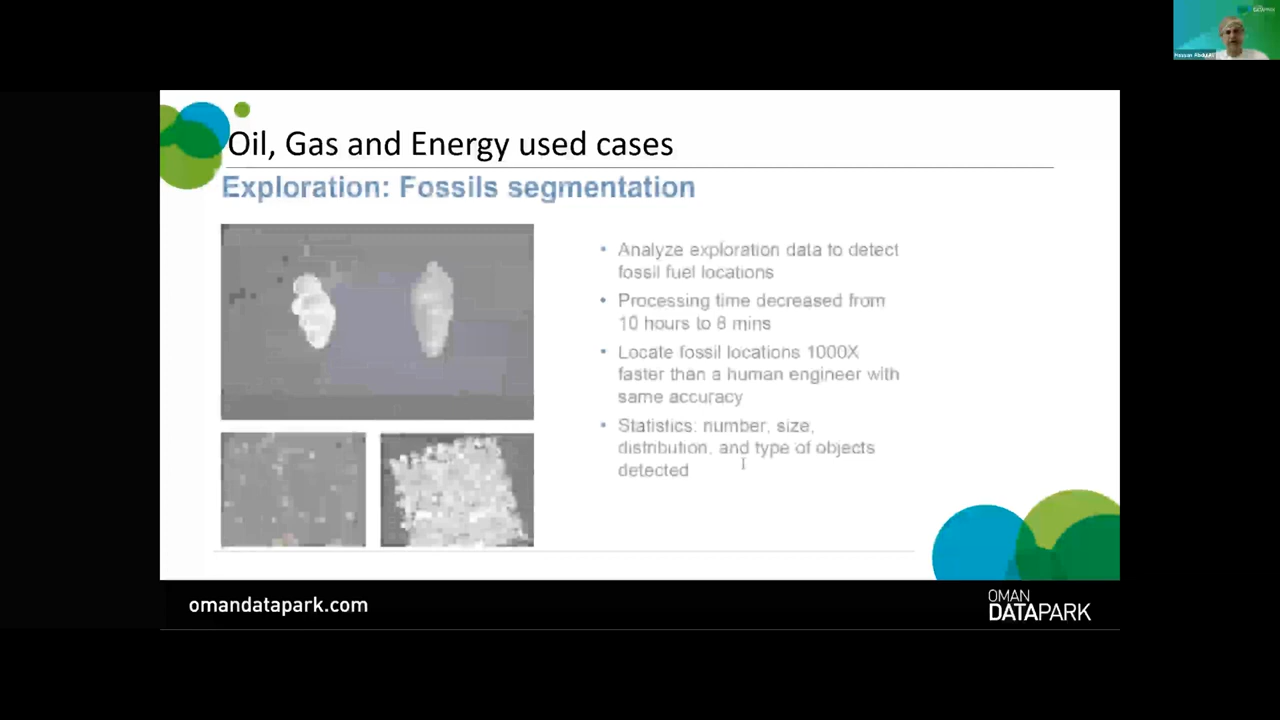 Oil, Gas and Energy used cases
Exploration: Fossils segmentation
• Analyze exploration data to detect
fossil fuel locations
• Processing time decreased from
10 hours to 8 mins
• Locate fossil locations 1000X
faster than a human engineer with
same accuracy
• Statistics: number, size,
distribution, and type of objects
detected
omandatapark.com
OMAN
DATAPARK